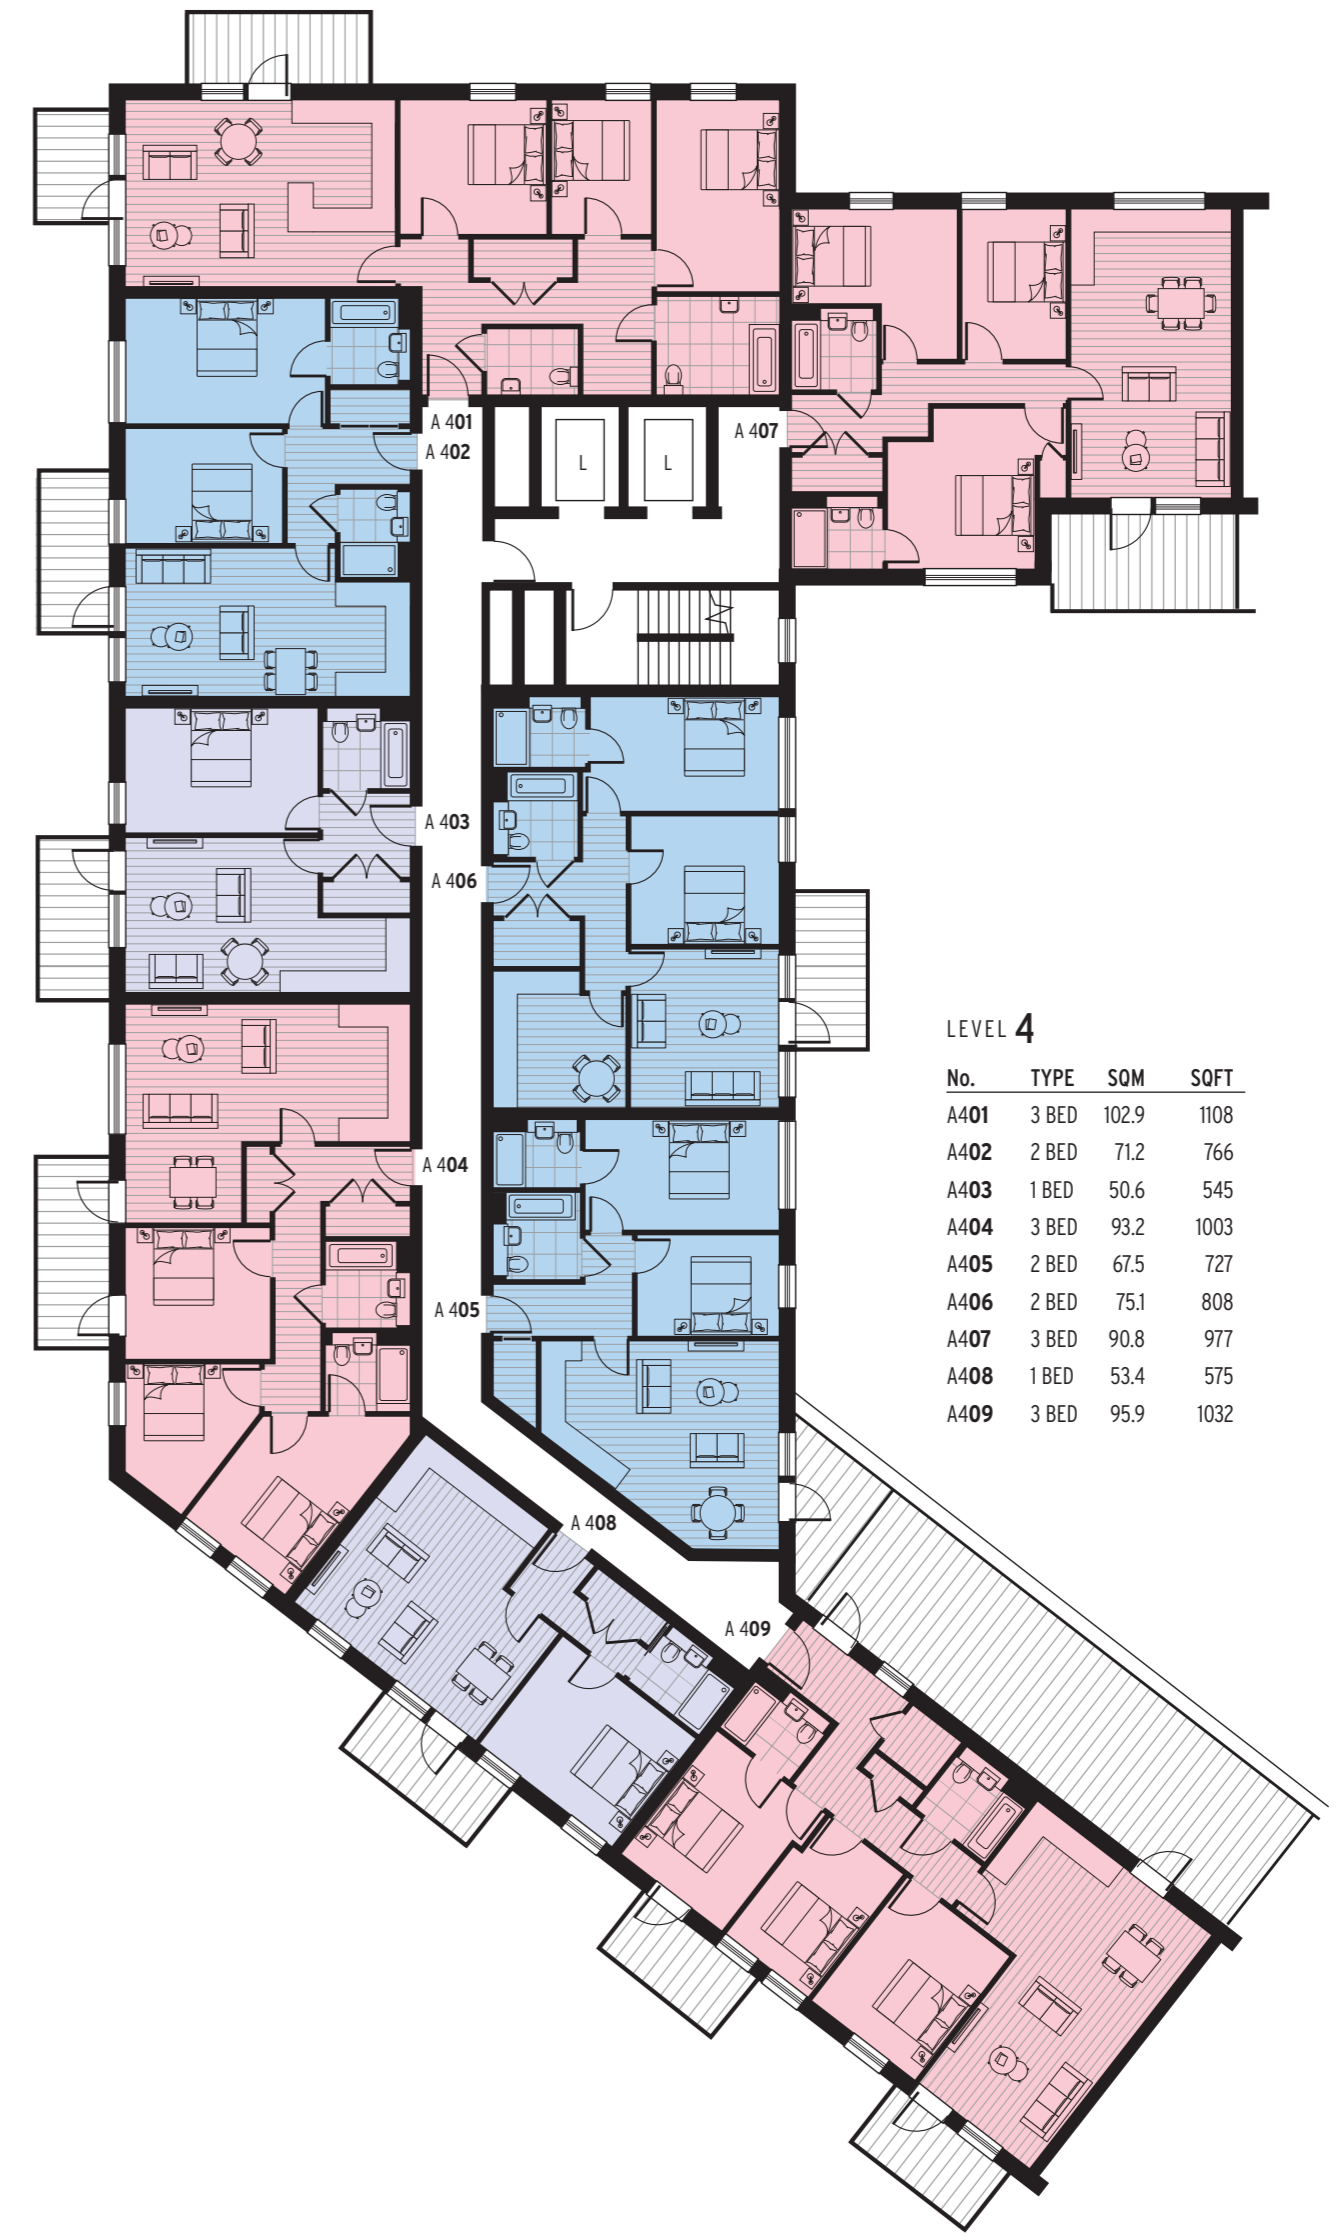 A 401
A 402
L
L
A 407
A 403
A 406
LEVEL 4
No. TYPE SQM SQFT
A401 3 BED 102.9 1108
A402 2 BED 71.2 766
A403 1 BED 50.6 545
A404 3 BED 93.2 1003
A405 2 BED 67.5 727
A406 2 BED 75.1 808
A407 3 BED 90.8 977
A408 1 BED 53.4 575
A409 3 BED 95.9 1032
A 404
A 405
A 408
A 409